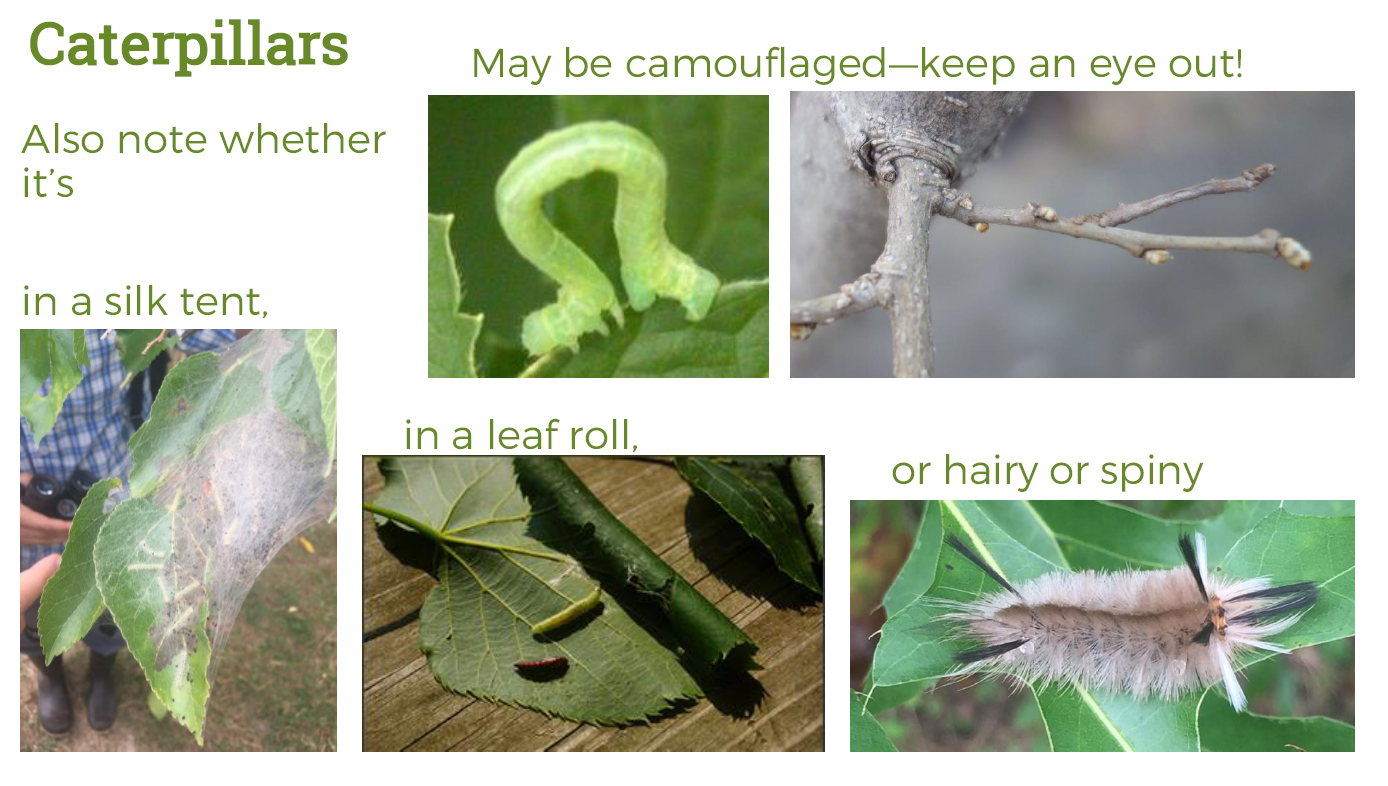 Caterpillars
May be camouflaged—keep an eye out!
Also note whether
it's
in a silk tent,
in a leaf roll,
or hairy or spiny